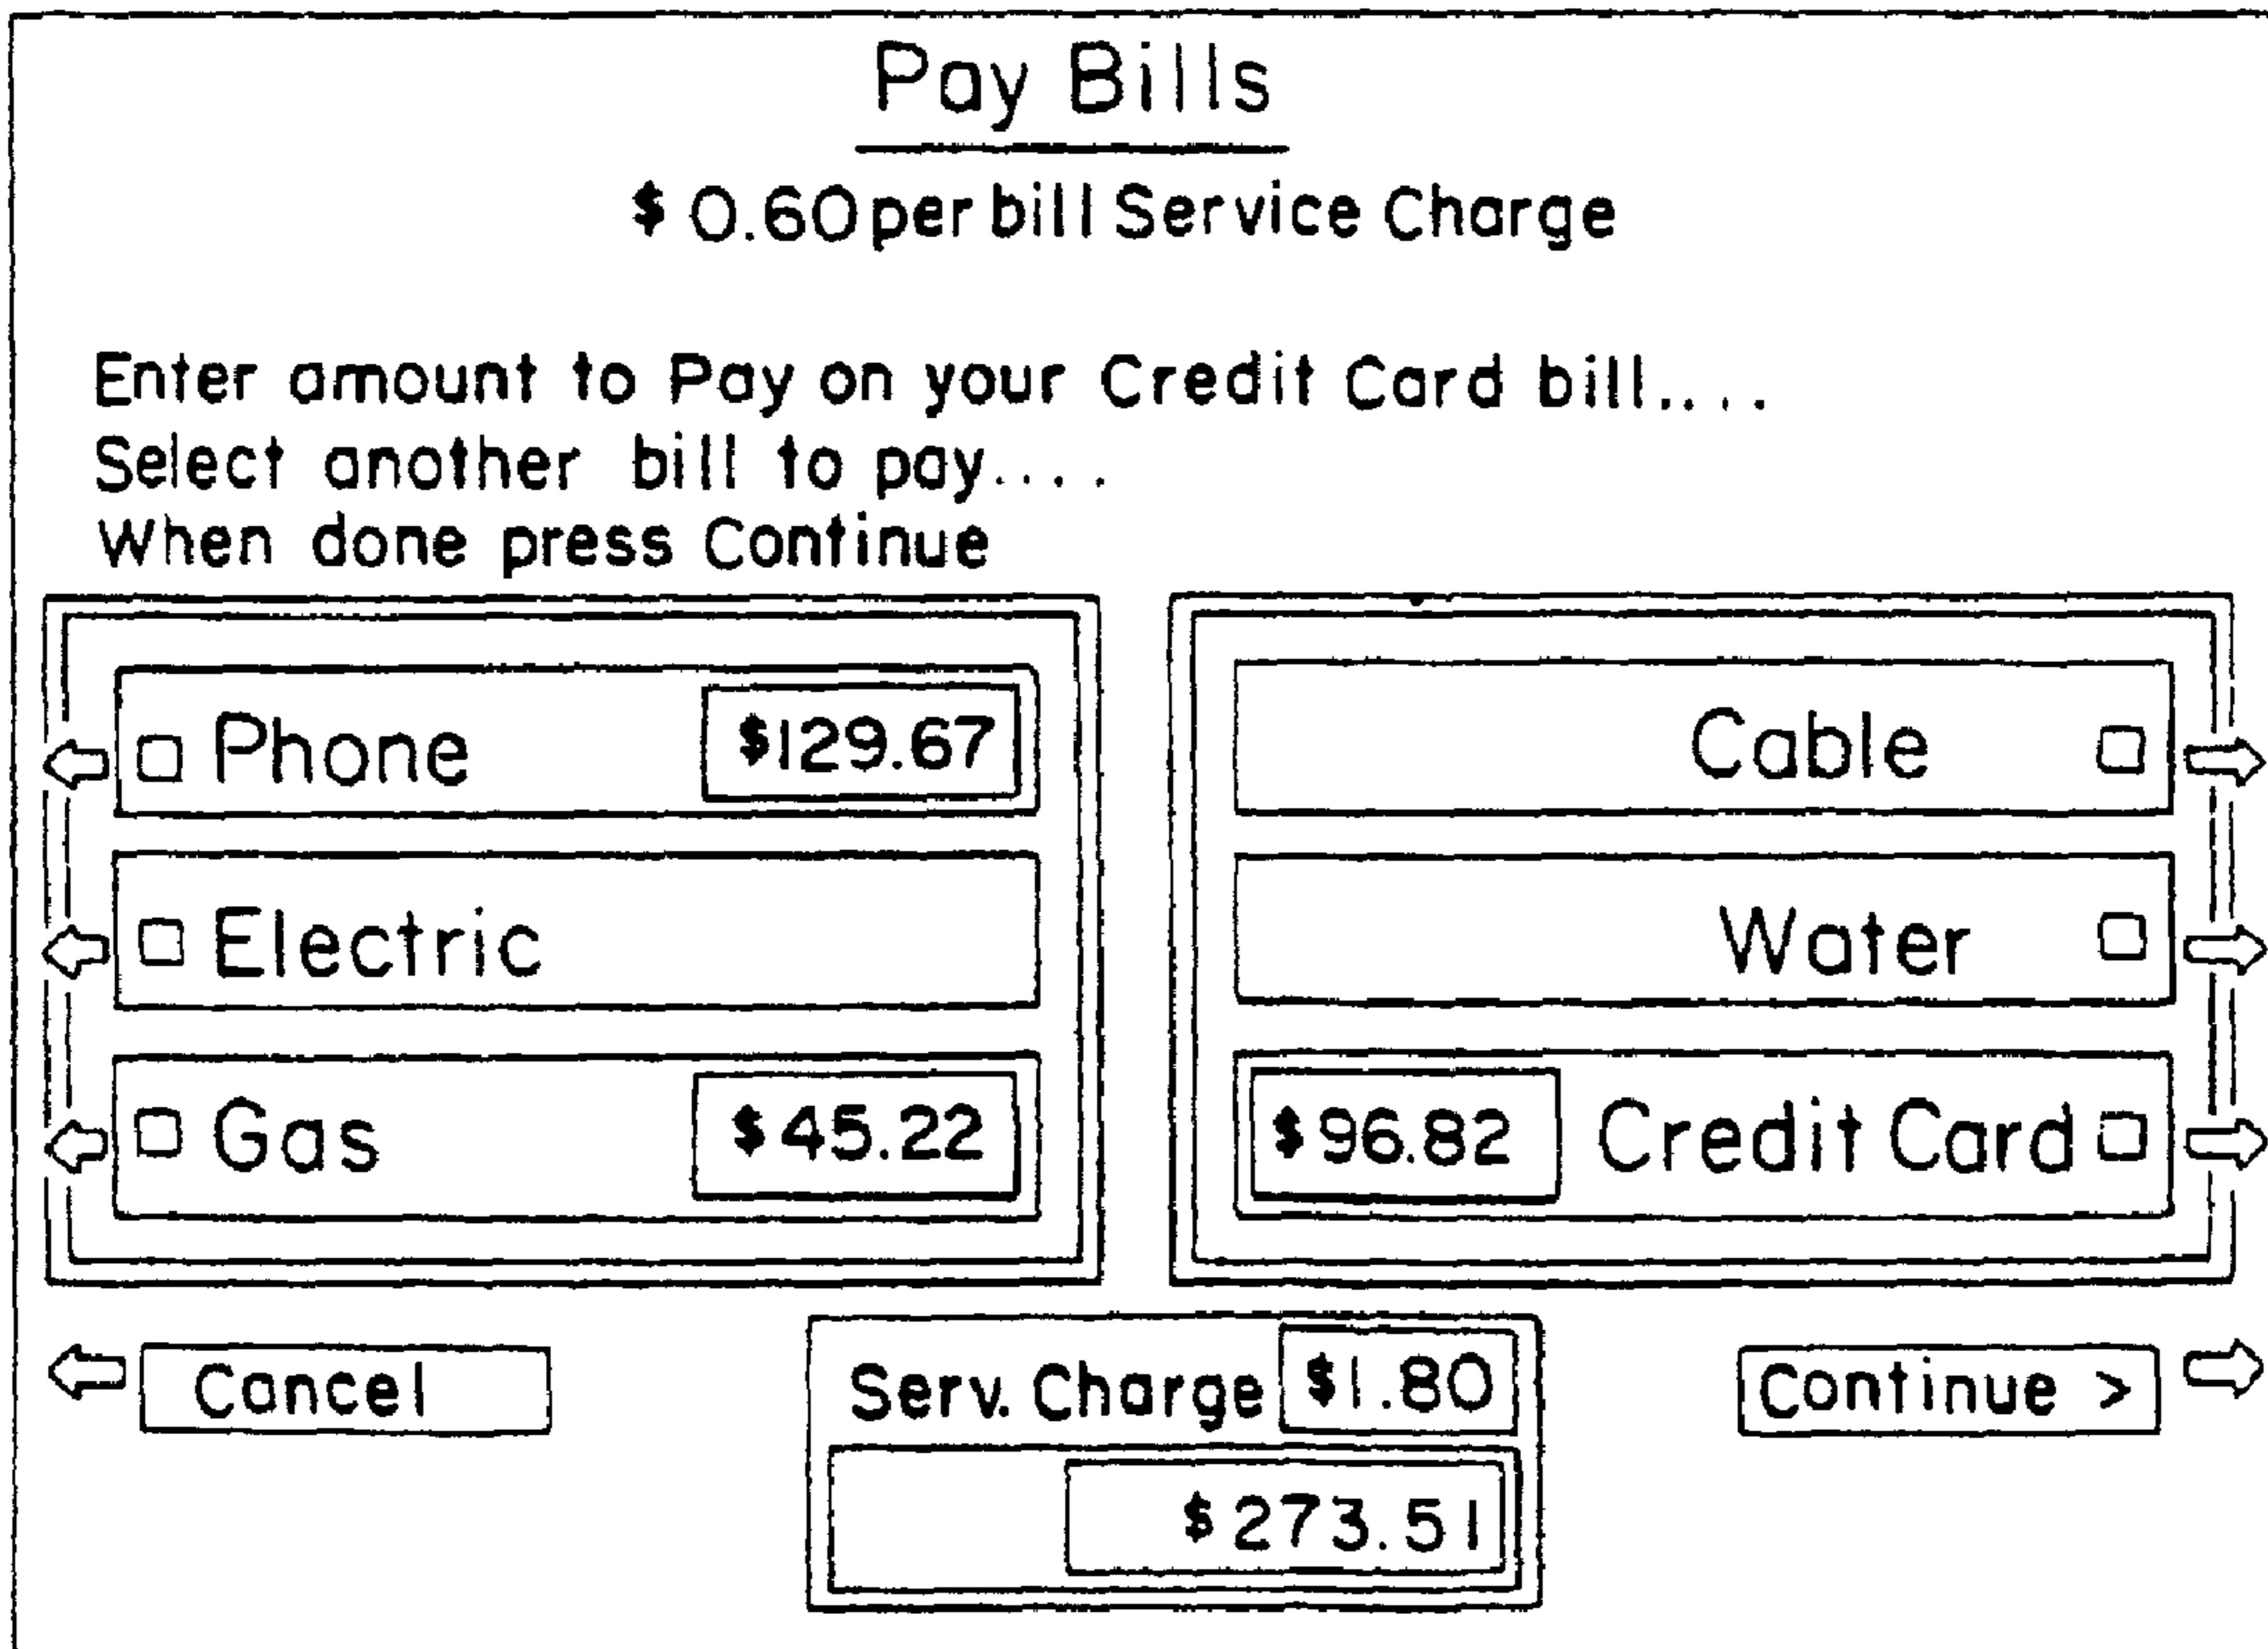 Pay Bills
$0.60 per bill Service Charge
Enter amount to Pay on your Credit Card bill....
Select another bill to pay....
When done press Continue
Phone $129.67
Electric
Gas $45.22
Cable
Water
$96.82 Credit Card
Cancel
Serv. Charge $1.80
$273.51
Continue >